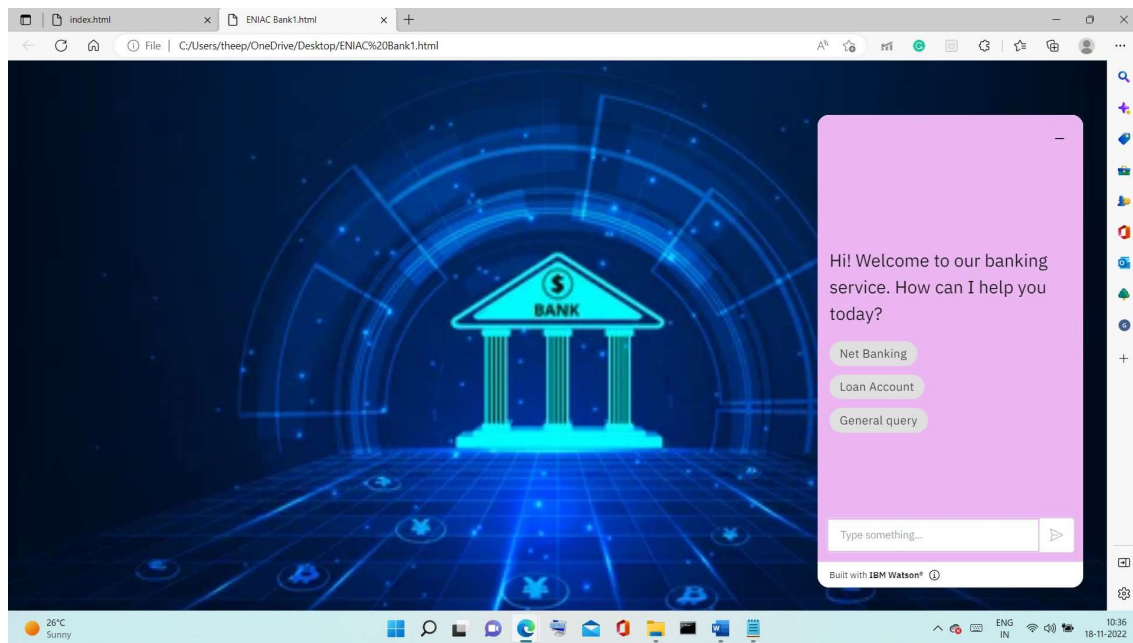 index.html
ENIAC Bank1.html
File
C:/Users/theep/OneDrive/Desktop/ENIAC%20Bank1.html
$
BANK
Hi! Welcome to our banking
service. How can I help you
today?
Net Banking
Loan Account
General query
Type something...
Built with IBM Watson®
26°C
Sunny
ENG
IN
10:36
18-11-2022